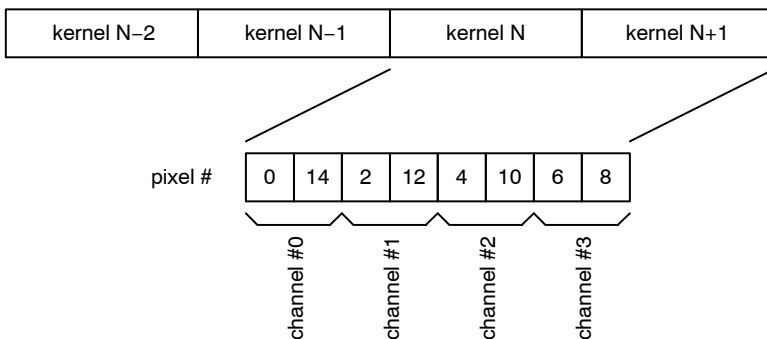 kernel N−2 kernel N−1 kernel N kernel N+1
pixel # 0 14 2 12 4 10 6 8
channel #0
channel #1
channel #2
channel #3